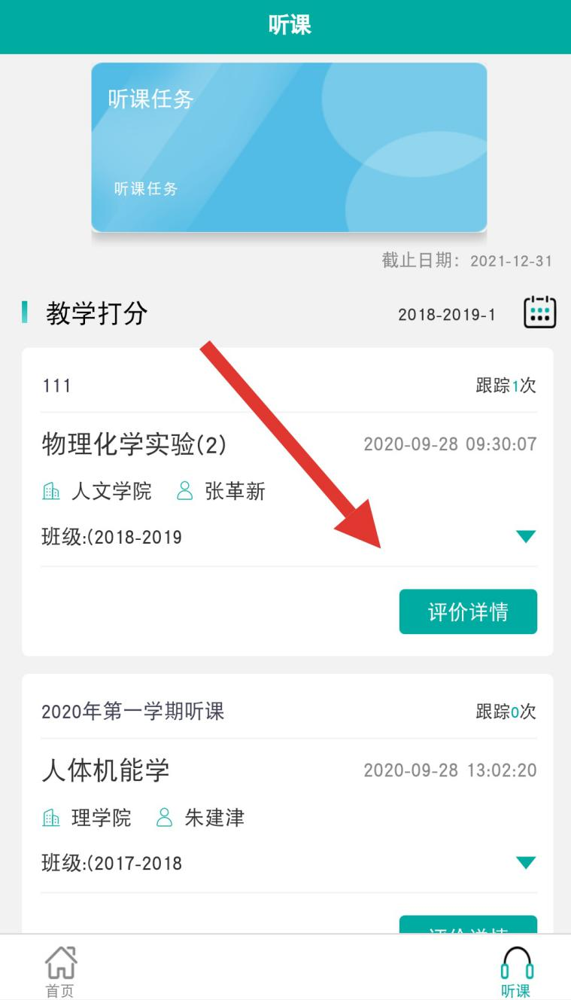 听课
听课任务
听课任务
截止日期：2021-12-31
教学打分 2018-2019-1
111 跟踪1次
物理化学实验(2) 2020-09-28 09:30:07
人文学院 张革新
班级:(2018-2019
评价详情
2020年第一学期听课 跟踪0次
人体机能学 2020-09-28 13:02:20
理学院 朱建津
班级:(2017-2018
评价详情
首页 听课